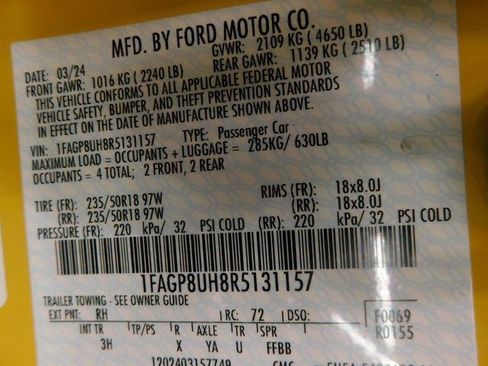 MFD. BY FORD MOTOR CO.
DATE: 03/24 GVWR: 2109 KG ( 4650 LB)
FRONT GAWR: 1016 KG ( 2240 LB) REAR GAWR: 1139 KG ( 2510 LB)
THIS VEHICLE CONFORMS TO ALL APPLICABLE FEDERAL MOTOR
VEHICLE SAFETY, BUMPER, AND THEFT PREVENTION STANDARDS
IN EFFECT ON THE DATE OF MANUFACTURE SHOWN ABOVE.
VIN: 1FAGP8UH8R5131157 TYPE: Passenger Car
MAXIMUM LOAD = OCCUPANTS + LUGGAGE = 285KG/ 630LB
OCCUPANTS = 4 TOTAL; 2 FRONT, 2 REAR
TIRE (FR): 235/50R18 97W RIMS (FR): 18x8.0J
(RR): 235/50R18 97W (RR): 18x8.0J
PRESSURE (FR): 220 kPa/ 32 PSI COLD (RR): 220 kPa/ 32 PSI COLD
1FAGP8UH8R5131157
TRAILER TOWING - SEE OWNER GUIDE
EXT PNT: RH RC: 72 DSO: F0069
INT TR TP/PS R AXLE TR SPR R0155
3H X YA U FFBB
1202403157749